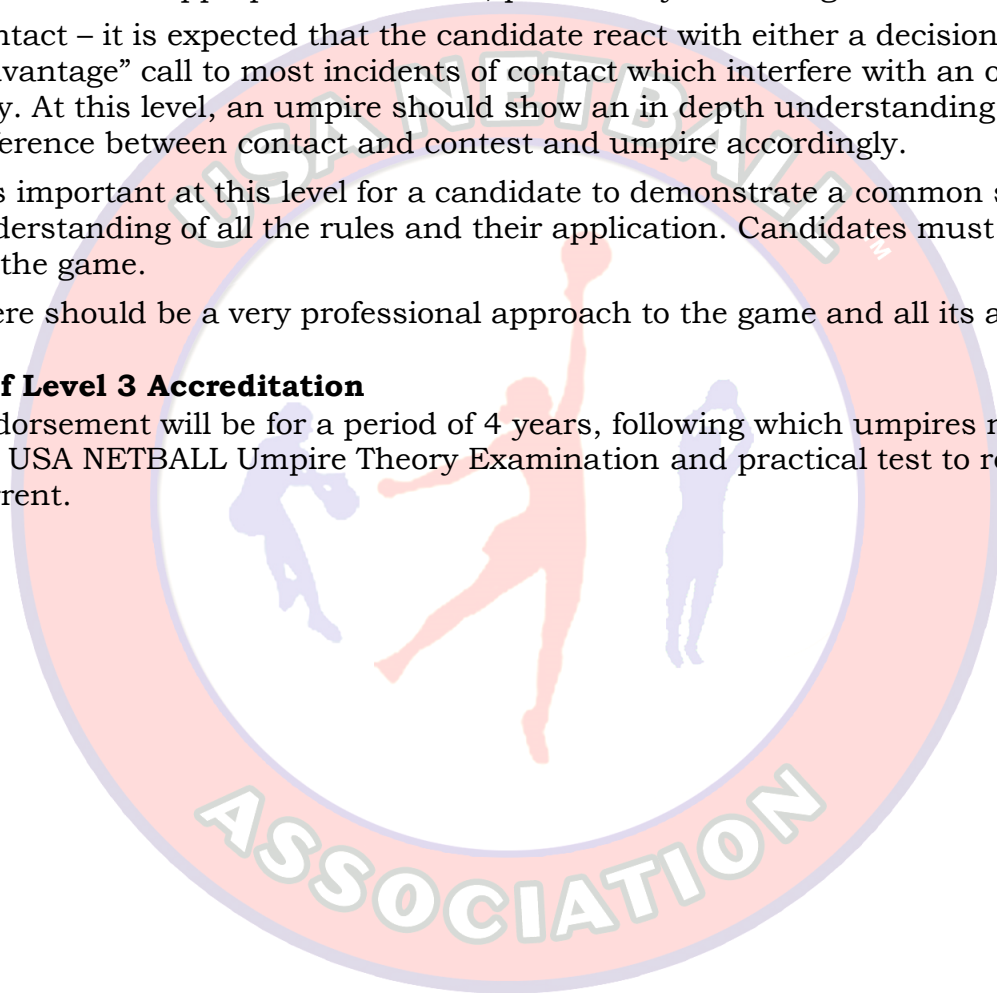 ntact – it is expected that the candidate react with either a decision
vantage” call to most incidents of contact which interfere with an o
y. At this level, an umpire should show an in depth understanding
ference between contact and contest and umpire accordingly.
s important at this level for a candidate to demonstrate a common s
derstanding of all the rules and their application. Candidates must
the game.
ere should be a very professional approach to the game and all its a
f Level 3 Accreditation
dorsement will be for a period of 4 years, following which umpires
USA NETBALL Umpire Theory Examination and practical test to re
rrent.
USA NETBALL
TM
ASSOCIATION